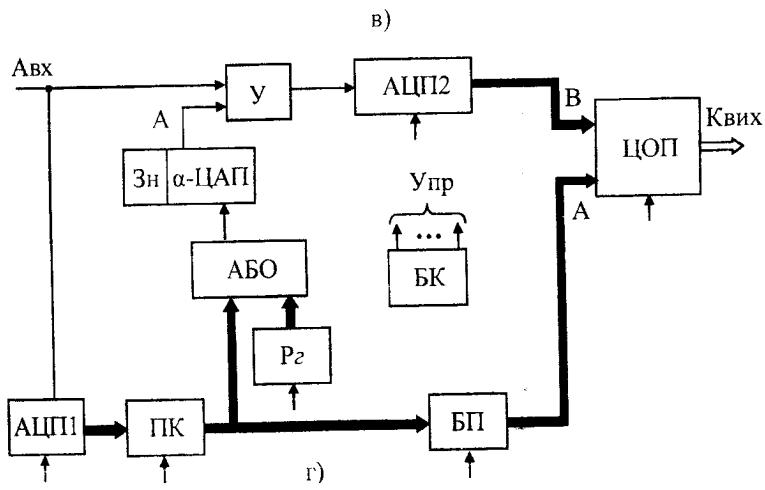 в)
Авх
У
АЦП2
В
Квих
А
ЦОП
Зн
α-ЦАП
Упр
А
...
АБО
БК
Рг
АЦП1
ПК
БП
г)